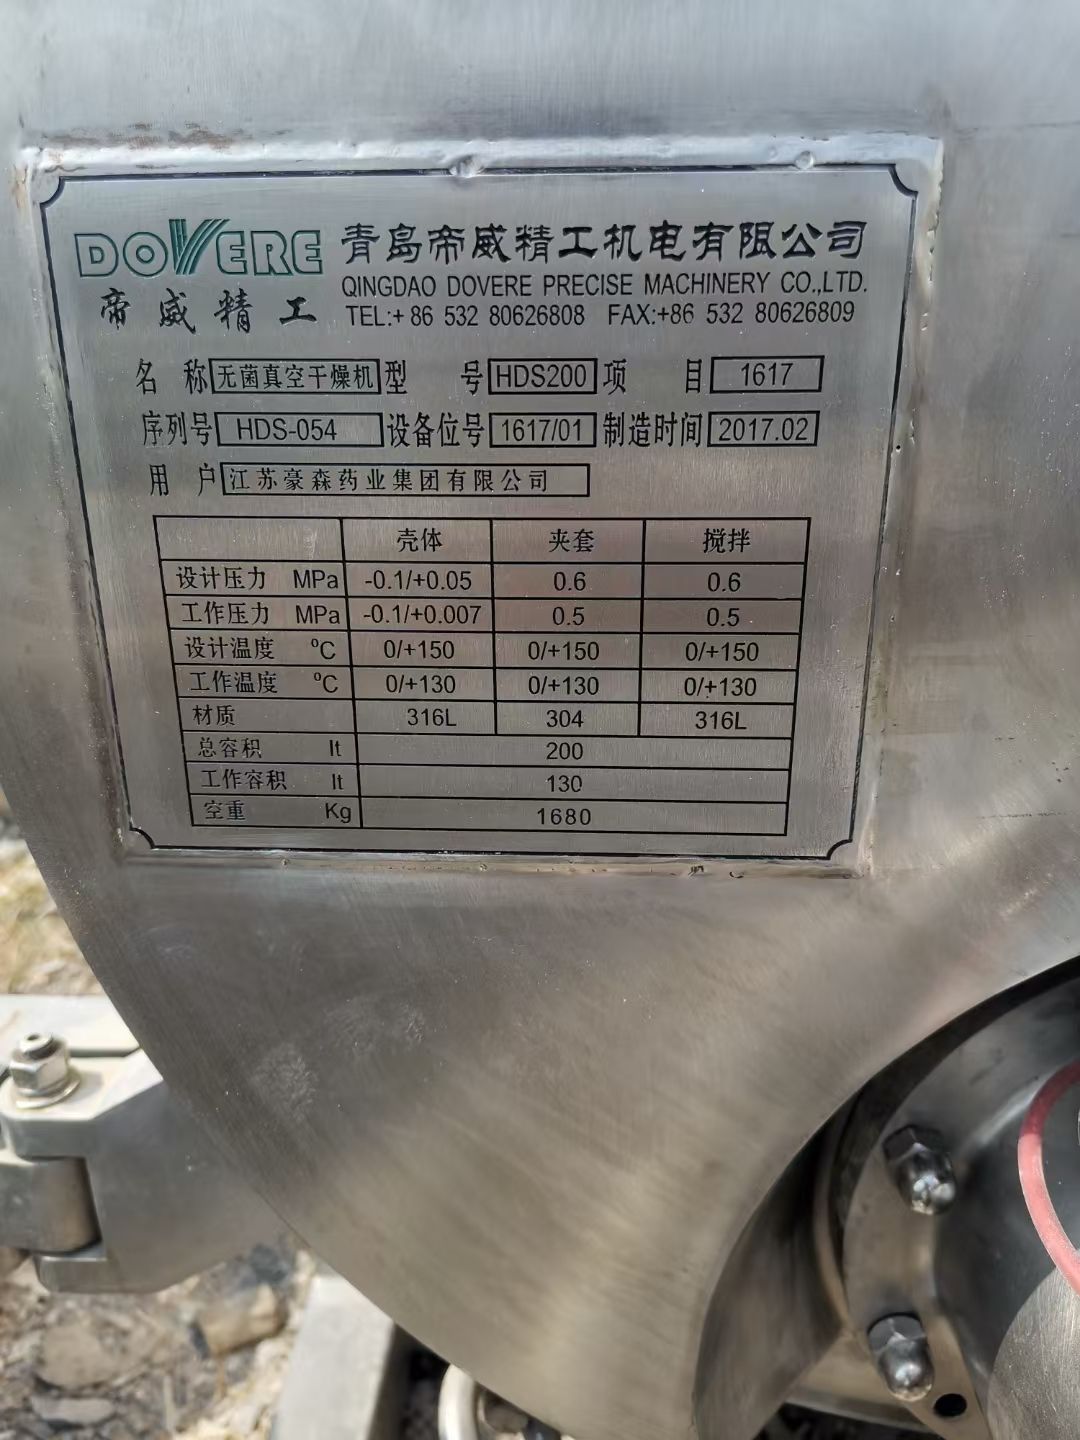 DOVERE 青岛帝威精工机电有限公司
帝威精工 QINGDAO DOVERE PRECISE MACHINERY CO.,LTD.
TEL:+86 532 80626808 FAX:+86 532 80626809
名 称 无菌真空干燥机 型 号 HDS200 项 目 1617
序列号 HDS-054 设备位号 1617/01 制造时间 2017.02
用 户 江苏豪森药业集团有限公司
壳体 夹套 搅拌
设计压力 MPa -0.1/+0.05 0.6 0.6
工作压力 MPa -0.1/+0.007 0.5 0.5
设计温度 ºC 0/+150 0/+150 0/+150
工作温度 ºC 0/+130 0/+130 0/+130
材质 316L 304 316L
总容积 lt 200
工作容积 lt 130
空重 Kg 1680